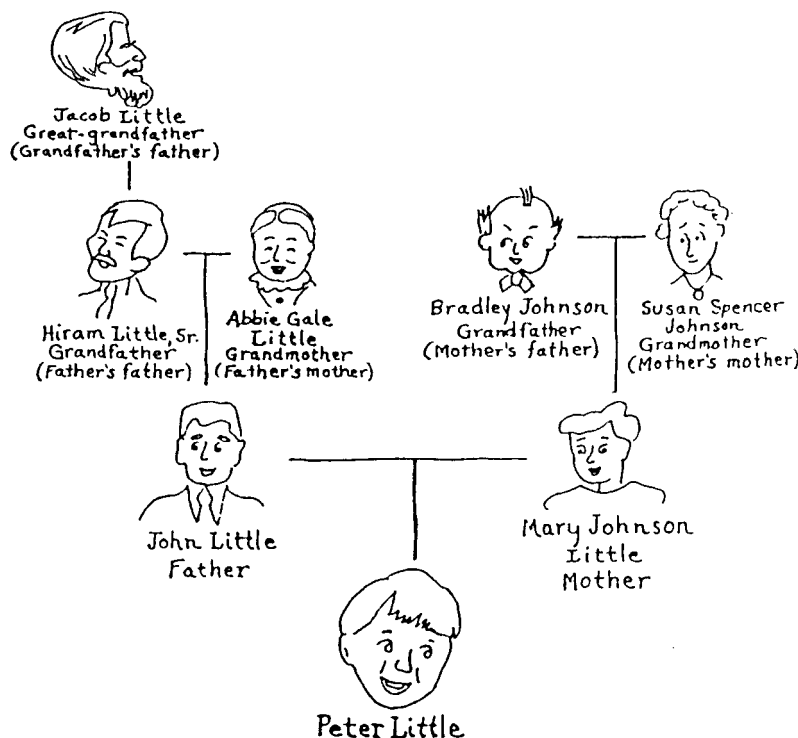 Jacob Little
Great-grandfather
(Grandfather's father)
Hiram Little, Sr.
Grandfather
(Father's father)
Abbie Gale
Little
Grandmother
(Father's mother)
Bradley Johnson
Grandfather
(Mother's father)
Susan Spencer
Johnson
Grandmother
(Mother's mother)
John Little
Father
Mary Johnson
Little
Mother
Peter Little